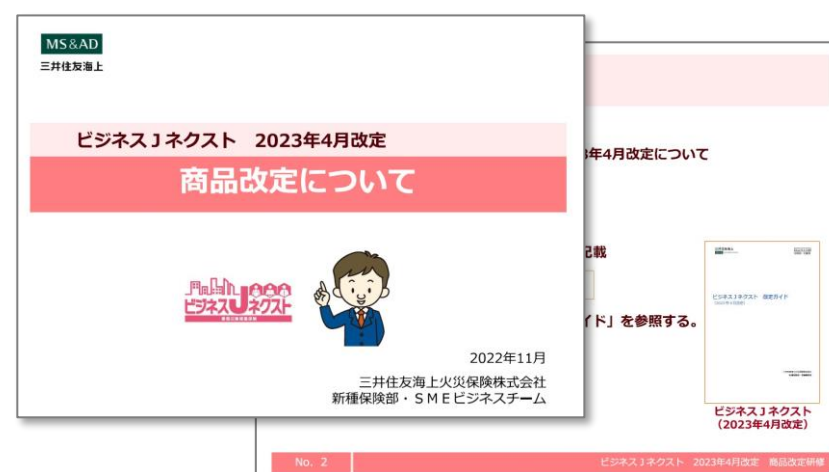 MS&AD
三井住友海上
ビジネスJネクスト 2023年4月改定
商品改定について
ビジネスJネクスト
2022年11月
三井住友海上火災保険株式会社
新種保険部・SMEビジネスチーム
年4月改定について
記載
イド」を参照する。
ビジネスJネクスト 改定ガイド
ビジネスJネクスト
(2023年4月改定)
No. 2
ビジネスJネクスト 2023年4月改定 商品改定研修